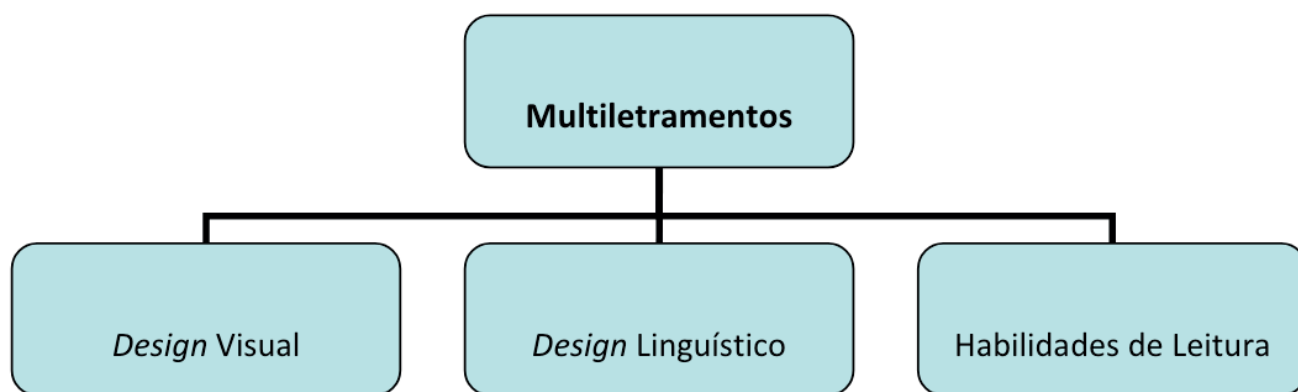 Multiletramentos
Design Visual
Design Linguístico
Habilidades de Leitura